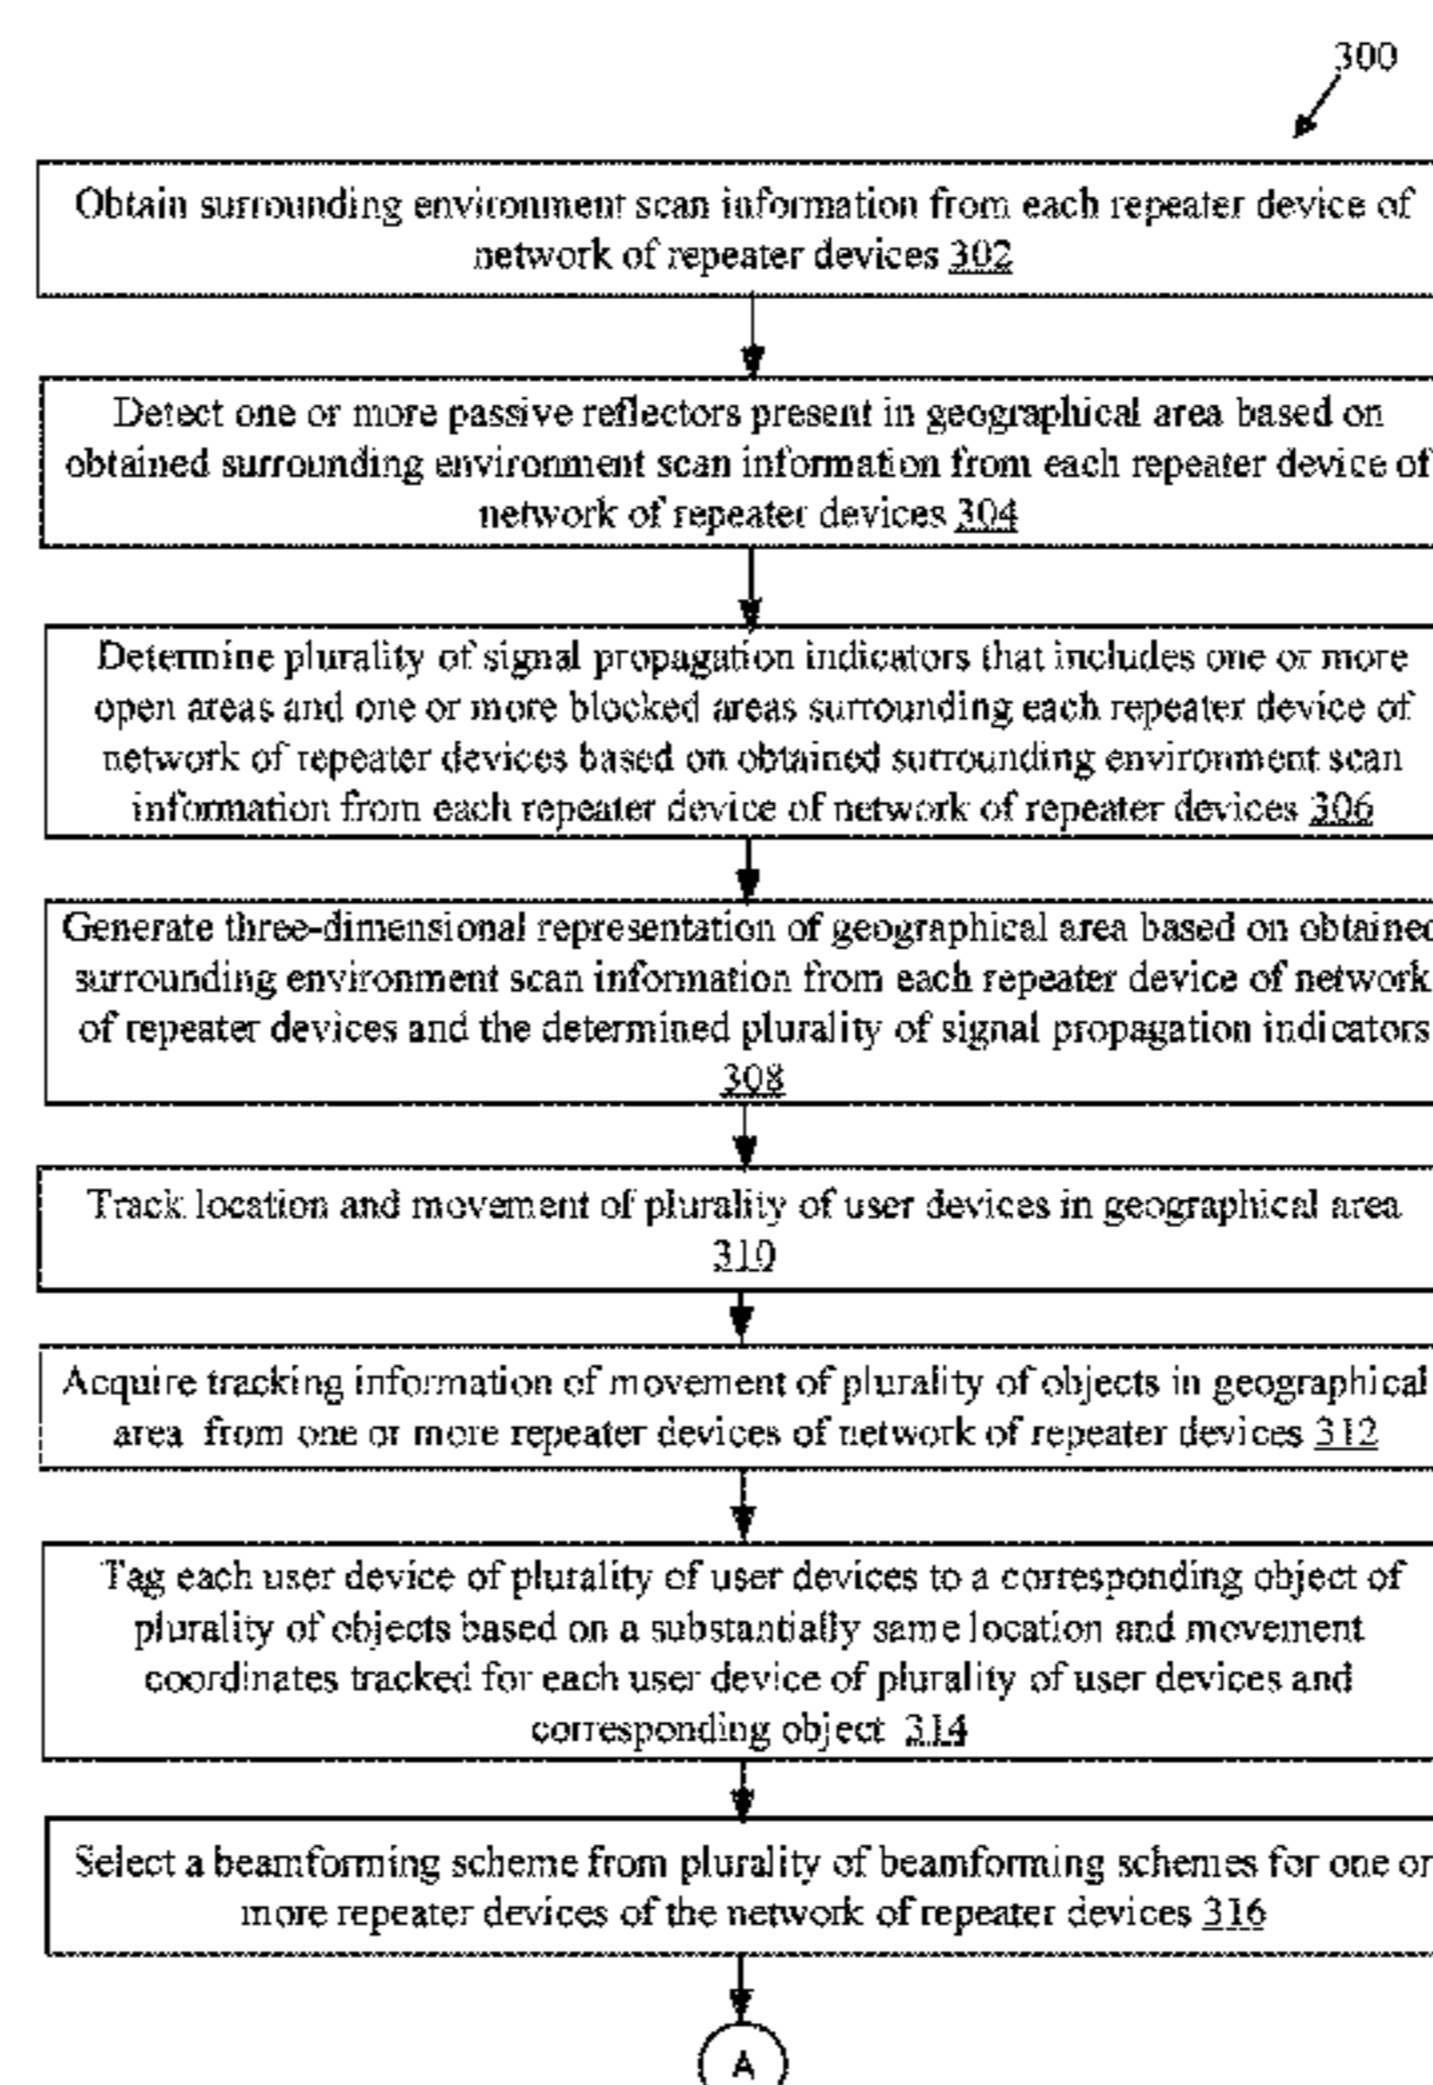 300
Obtain surrounding environment scan information from each repeater device of
network of repeater devices 302
Detect one or more passive reflectors present in geographical area based on
obtained surrounding environment scan information from each repeater device of
network of repeater devices 304
Determine plurality of signal propagation indicators that includes one or more
open areas and one or more blocked areas surrounding each repeater device of
network of repeater devices based on obtained surrounding environment scan
information from each repeater device of network of repeater devices 306
Generate three-dimensional representation of geographical area based on obtained
surrounding environment scan information from each repeater device of network
of repeater devices and the determined plurality of signal propagation indicators
308
Track location and movement of plurality of user devices in geographical area
310
Acquire tracking information of movement of plurality of objects in geographical
area from one or more repeater devices of network of repeater devices 312
Tag each user device of plurality of user devices to a corresponding object of
plurality of objects based on a substantially same location and movement
coordinates tracked for each user device of plurality of user devices and
corresponding object 314
Select a beamforming scheme from plurality of beamforming schemes for one or
more repeater devices of the network of repeater devices 316
A